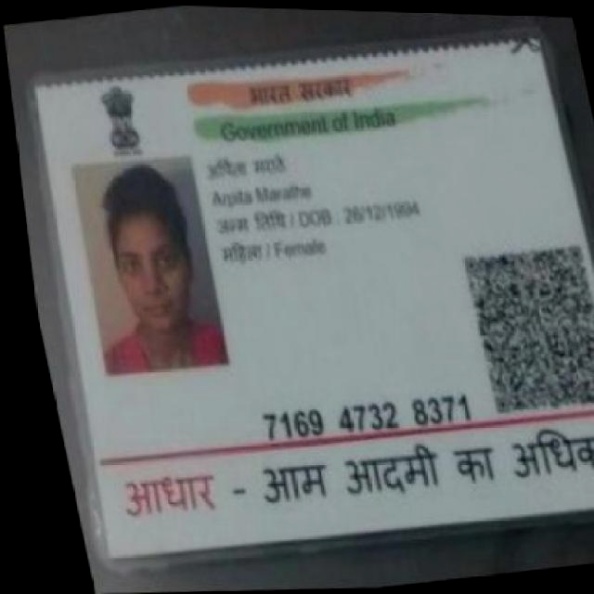 भारत सरकार
Government of India
अर्पिता मराठे
Arpita Marathe
जन्म तिथि / DOB : 26/12/1994
महिला / Female
7169 4732 8371
आधार - आम आदमी का अधिक